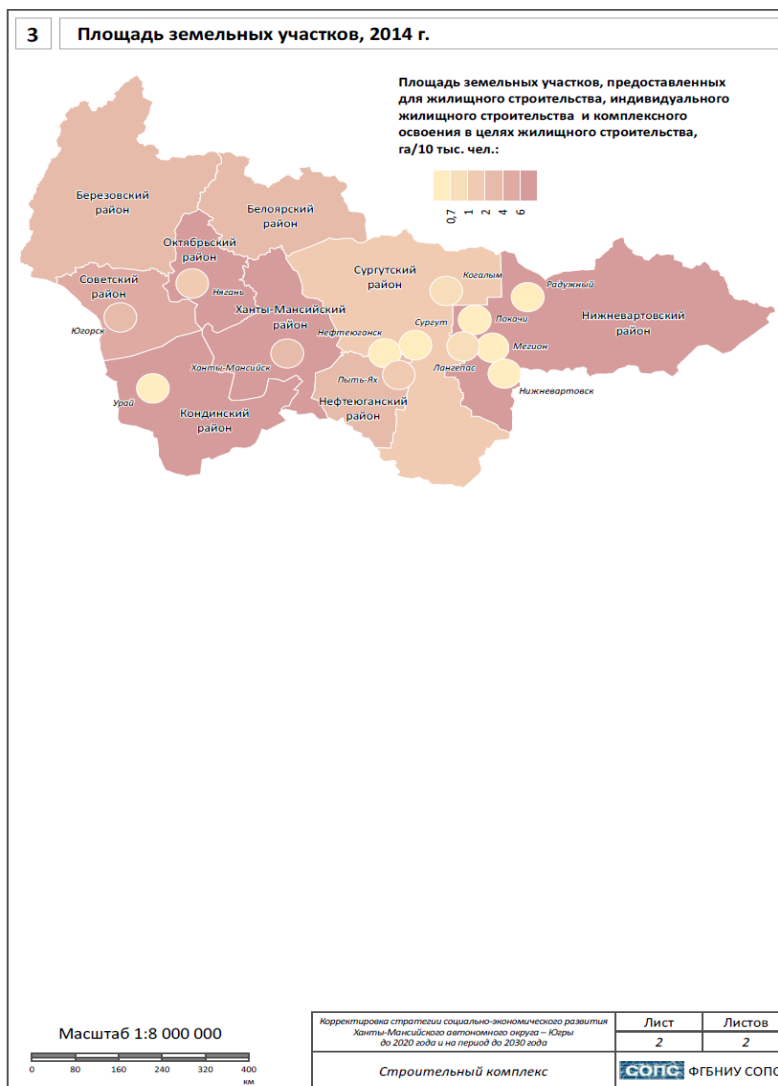 3
Площадь земельных участков, 2014 г.
Площадь земельных участков, предоставленных
для жилищного строительства, индивидуального
жилищного строительства и комплексного
освоения в целях жилищного строительства,
га/10 тыс. чел.:
0,7
1
2
4
6
Березовский
район
Белоярский
район
Октябрьский
район
Сургутский
район
Когалым
Радужный
Советский
район
Нягань
Ханты-Мансийский
район
Нижневартовский
район
Югорск
Нефтеюганск
Сургут
Покачи
Мегион
Ханты-Мансийск
Лангепас
Пыть-Ях
Нижневартовск
Урай
Нефтеюганский
район
Кондинский
район
Масштаб 1:8 000 000
0 80 160 240 320 400
км
Корректировка стратегии социально-экономического развития
Ханты-Мансийского автономного округа – Югры
до 2020 года и на период до 2030 года
Лист
Листов
2
2
Строительный комплекс
СОПС ФГБНИУ СОПС